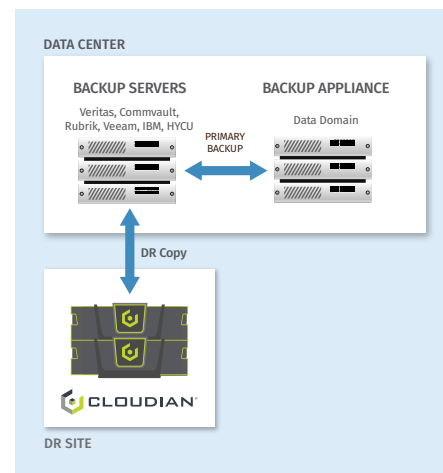 DATA CENTER
BACKUP SERVERS
Veritas, Commvault,
Rubrik, Veeam, IBM, HYCU
BACKUP APPLIANCE
Data Domain
PRIMARY
BACKUP
DR Copy
CLOUDIAN
DR SITE